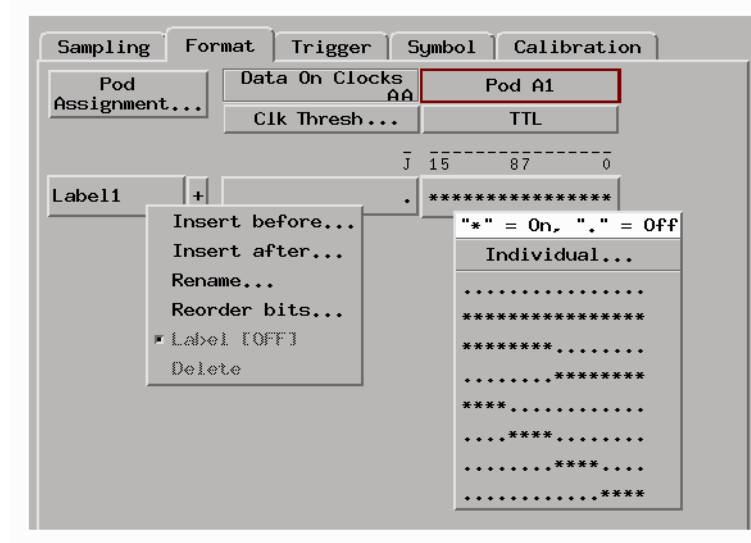 Sampling Format Trigger Symbol Calibration
Pod
Assignment...
Data On Clocks
AA
Pod A1
Clk Thresh...
TTL
J 15 87 0
Label1 + . ****************
Insert before...
Insert after...
Rename...
Reorder bits...
Label [OFF]
Delete
"*" = On, "." = Off
Individual...
................
****************
********........
........********
****............
....****........
........****....
............****